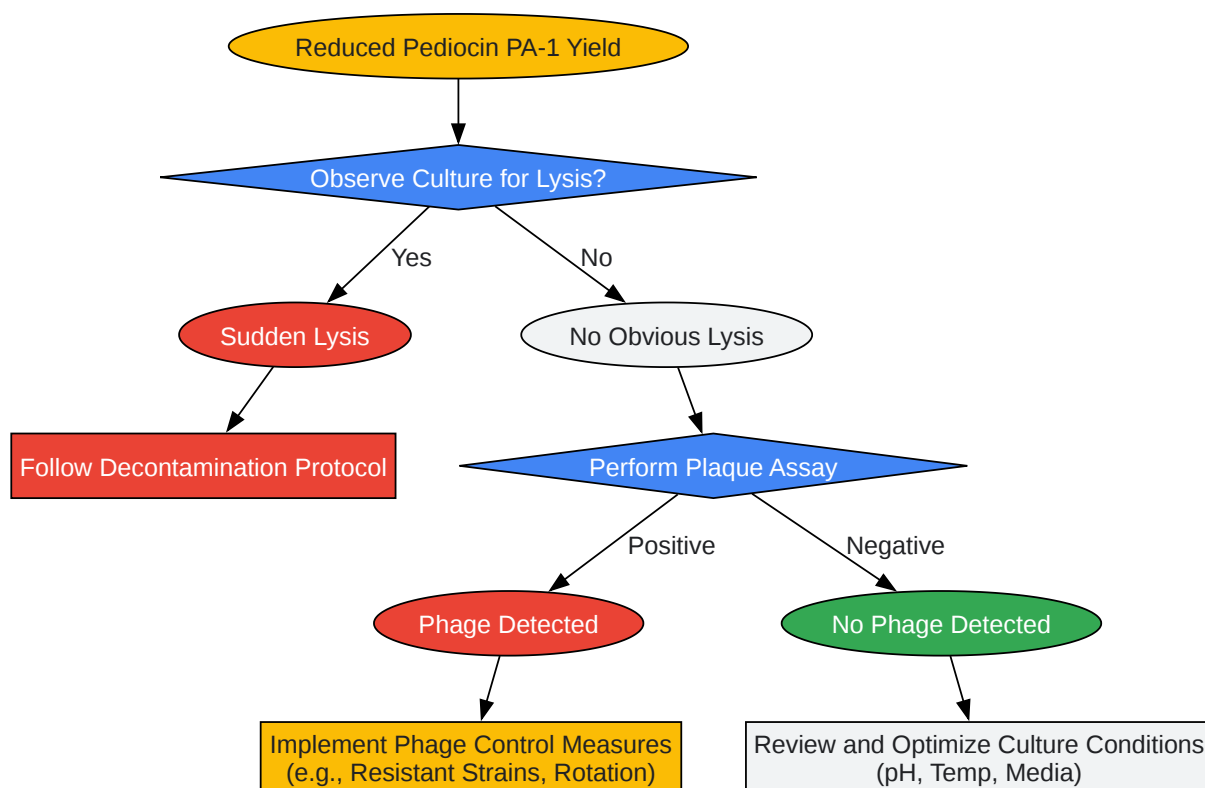 Reduced Pediocin PA-1 Yield
Observe Culture for Lysis?
Yes
No
Sudden Lysis
No Obvious Lysis
Follow Decontamination Protocol
Perform Plaque Assay
Positive
Negative
Phage Detected
No Phage Detected
Implement Phage Control Measures
(e.g., Resistant Strains, Rotation)
Review and Optimize Culture Conditions
(pH, Temp, Media)